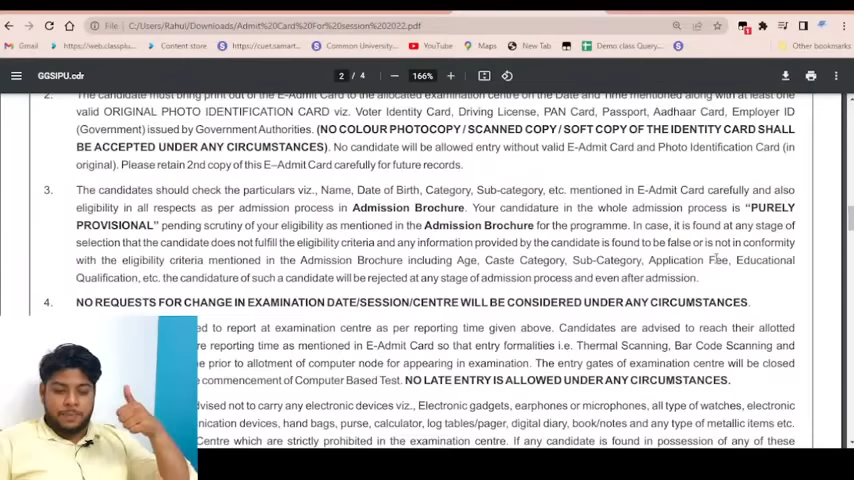 File | C:/Users/Rahul/Downloads/Admit%20Card%20For%20session%202022.pdf
Gmail https://web.classplu... Content store https://cuet.samart... Common University... YouTube Maps New Tab Demo class Query... Other bookmarks
GGSIPU.cdr 2 / 4 166%
2. The candidate must bring print out of the E-Admit Card to the allocated examination centre on the Date and Time mentioned along with at least one
valid ORIGINAL PHOTO IDENTIFICATION CARD viz. Voter Identity Card, Driving License, PAN Card, Passport, Aadhaar Card, Employer ID
(Government) issued by Government Authorities. (NO COLOUR PHOTOCOPY / SCANNED COPY / SOFT COPY OF THE IDENTITY CARD SHALL
BE ACCEPTED UNDER ANY CIRCUMSTANCES). No candidate will be allowed entry without valid E-Admit Card and Photo Identification Card (in
original). Please retain 2nd copy of this E–Admit Card carefully for future records.
3. The candidates should check the particulars viz., Name, Date of Birth, Category, Sub-category, etc. mentioned in E-Admit Card carefully and also
eligibility in all respects as per admission process in Admission Brochure. Your candidature in the whole admission process is “PURELY
PROVISIONAL” pending scrutiny of your eligibility as mentioned in the Admission Brochure for the programme. In case, it is found at any stage of
selection that the candidate does not fulfill the eligibility criteria and any information provided by the candidate is found to be false or is not in conformity
with the eligibility criteria mentioned in the Admission Brochure including Age, Caste Category, Sub-Category, Application Fee, Educational
Qualification, etc. the candidature of such a candidate will be rejected at any stage of admission process and even after admission.
4. NO REQUESTS FOR CHANGE IN EXAMINATION DATE/SESSION/CENTRE WILL BE CONSIDERED UNDER ANY CIRCUMSTANCES.
to report at examination centre as per reporting time given above. Candidates are advised to reach their allotted
reporting time as mentioned in E-Admit Card so that entry formalities i.e. Thermal Scanning, Bar Code Scanning and
prior to allotment of computer node for appearing in examination. The entry gates of examination centre will be closed
commencement of Computer Based Test. NO LATE ENTRY IS ALLOWED UNDER ANY CIRCUMSTANCES.
not to carry any electronic devices viz., Electronic gadgets, earphones or microphones, all type of watches, electronic
devices, hand bags, purse, calculator, log tables/pager, digital diary, book/notes and any type of metallic items etc.
Centre which are strictly prohibited in the examination centre. If any candidate is found in possession of any of these